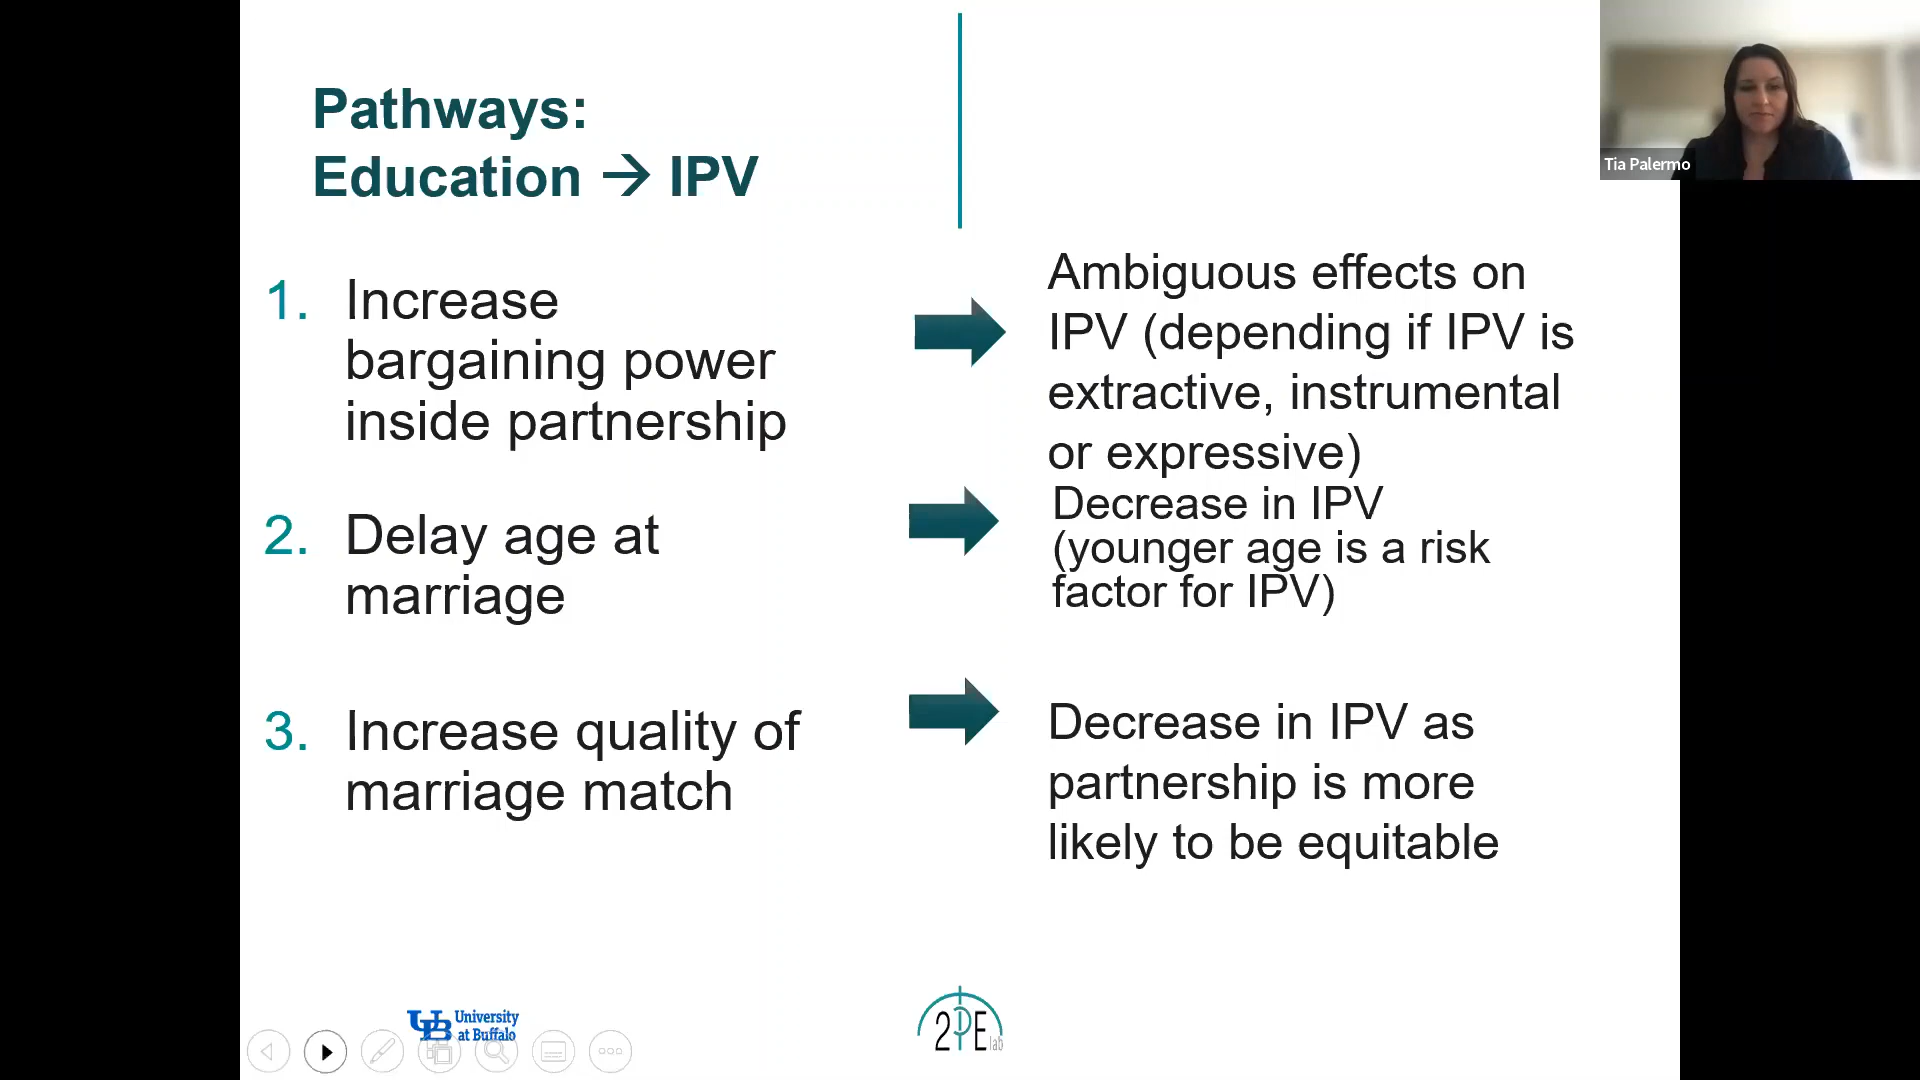 Pathways:
Education → IPV
Tia Palermo
1. Increase
bargaining power
inside partnership
Ambiguous effects on
IPV (depending if IPV is
extractive, instrumental
or expressive)
2. Delay age at
marriage
Decrease in IPV
(younger age is a risk
factor for IPV)
3. Increase quality of
marriage match
Decrease in IPV as
partnership is more
likely to be equitable
UB University
at Buffalo
2PE lab